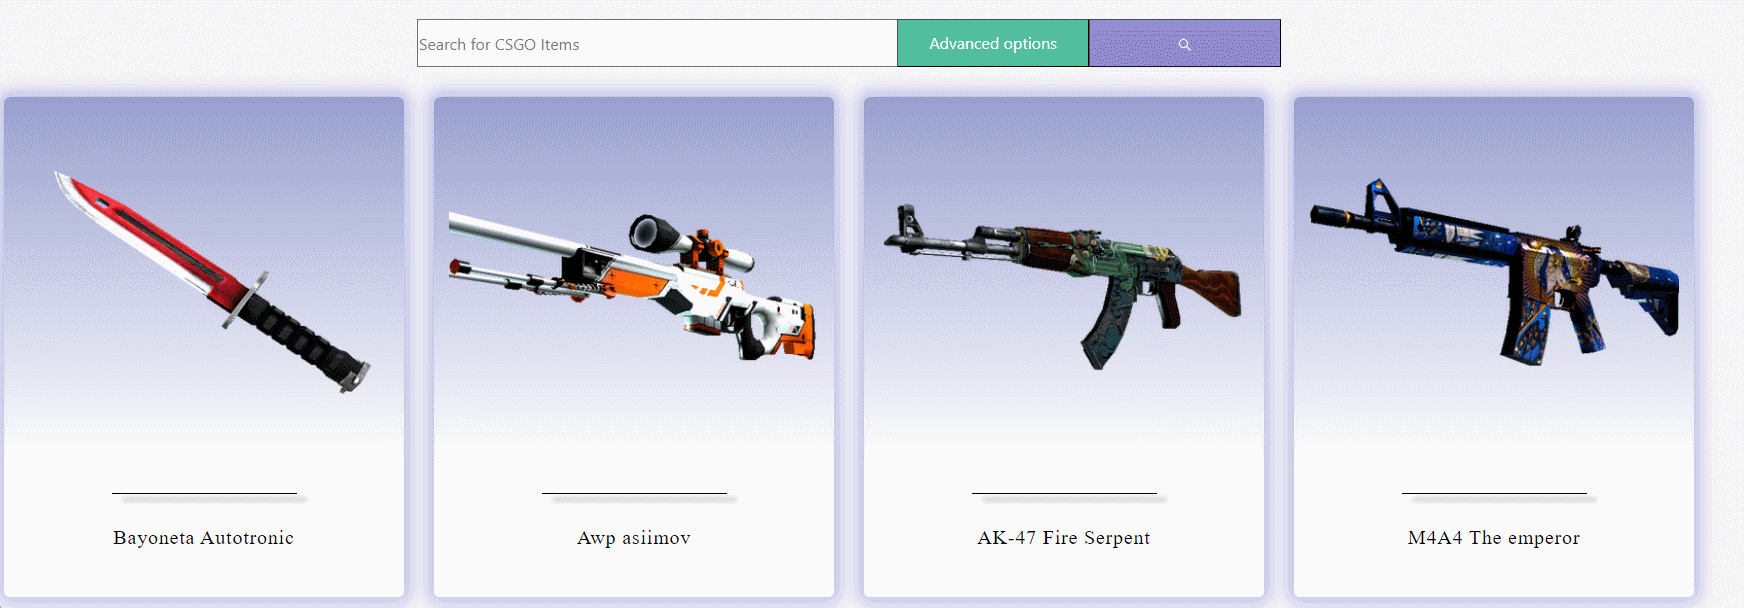 Search for CSGO Items
Advanced options
Bayoneta Autotronic
Awp asiimov
AK-47 Fire Serpent
M4A4 The emperor